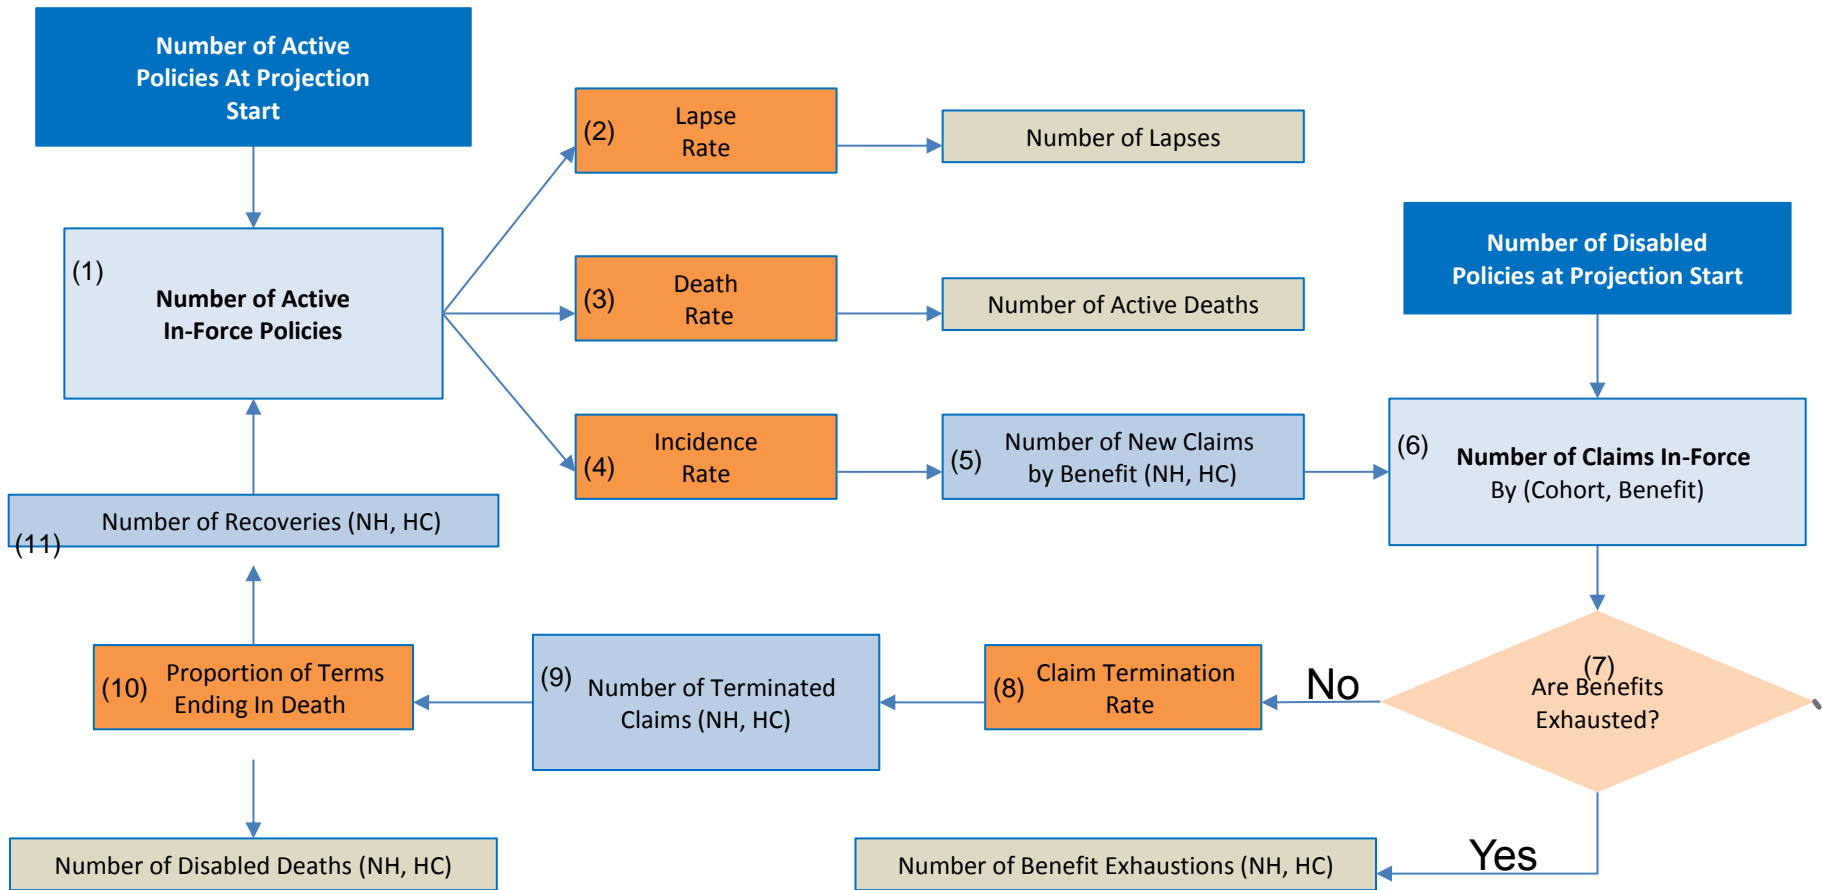 Number of Active
Policies At Projection
Start
(2) Lapse
Rate
Number of Lapses
(1)
Number of Active
In-Force Policies
(3) Death
Rate
Number of Active Deaths
Number of Disabled
Policies at Projection Start
(4) Incidence
Rate
(5) Number of New Claims
by Benefit (NH, HC)
(6)
Number of Claims In-Force
By (Cohort, Benefit)
Number of Recoveries (NH, HC)
(11)
(10) Proportion of Terms
Ending In Death
(9)
Number of Terminated
Claims (NH, HC)
(8) Claim Termination
Rate
No
(7)
Are Benefits
Exhausted?
Number of Disabled Deaths (NH, HC)
Number of Benefit Exhaustions (NH, HC)
Yes